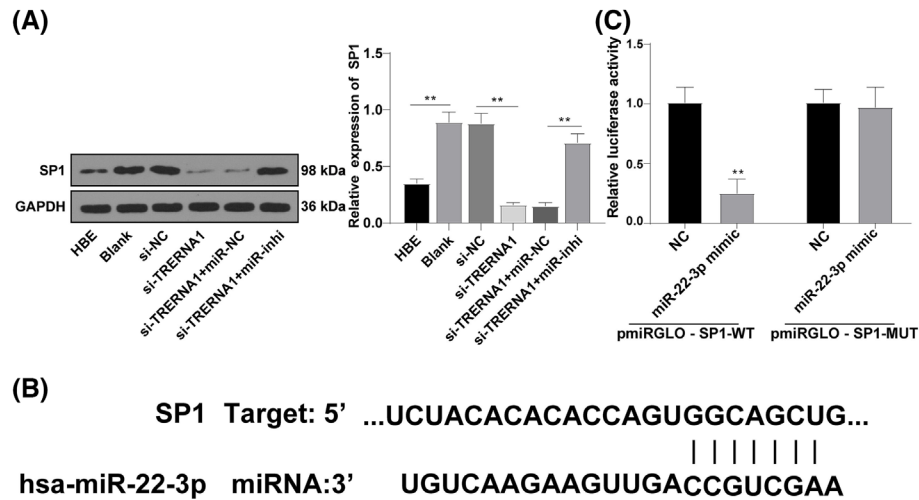 (A)
SP1
98 kDa
GAPDH
36 kDa
HBE
Blank
si-NC
si-TRERNA1
si-TRERNA1+miR-NC
si-TRERNA1+miR-inhi
Relative expression of SP1
1.5
1.0
0.5
0.0
**
**
**
HBE
Blank
si-NC
si-TRERNA1
si-TRERNA1+miR-NC
si-TRERNA1+miR-inhi
(C)
Relative luciferase activity
1.5
1.0
0.5
0.0
**
NC
miR-22-3p mimic
NC
miR-22-3p mimic
pmiRGLO - SP1-WT
pmiRGLO - SP1-MUT
(B)
SP1 Target: 5’ ...UCUACACACACCAGUGGCAGCUG...
hsa-miR-22-3p miRNA:3’ UGUCAAGAAGUUGACCGUCGAA